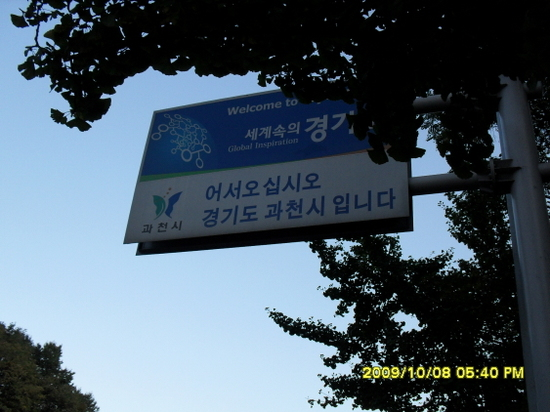 Welcome to
세계속의 경기
Global Inspiration
어서오십시오
경기도 과천시 입니다
과천시
2009/10/08 05:40 PM